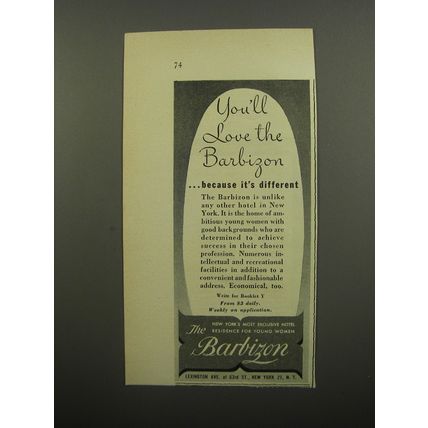 74
You'll
Love the
Barbizon
...because it's different
The Barbizon is unlike
any other hotel in New
York. It is the home of am-
bitious young women with
good backgrounds who are
determined to achieve
success in their chosen
profession. Numerous in-
tellectual and recreational
facilities in addition to a
convenient and fashionable
address. Economical, too.
Write for Booklet Y
From $3 daily.
Weekly on application.
NEW YORK'S MOST EXCLUSIVE HOTEL
RESIDENCE FOR YOUNG WOMEN
The
Barbizon
LEXINGTON AVE. at 63rd ST., NEW YORK 21, N. Y.